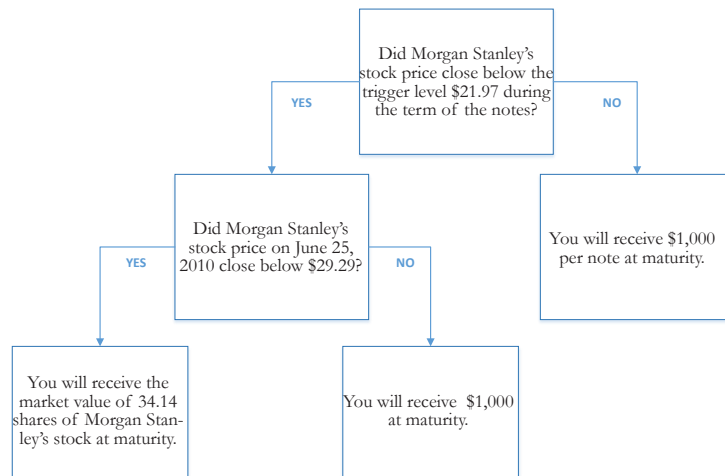 Did Morgan Stanley's
stock price close below the
trigger level $21.97 during
the term of the notes?
YES
NO
Did Morgan Stanley's
stock price on June 25,
2010 close below $29.29?
You will receive $1,000
per note at maturity.
YES
NO
You will receive the
market value of 34.14
shares of Morgan Stan-
ley's stock at maturity.
You will receive $1,000
at maturity.